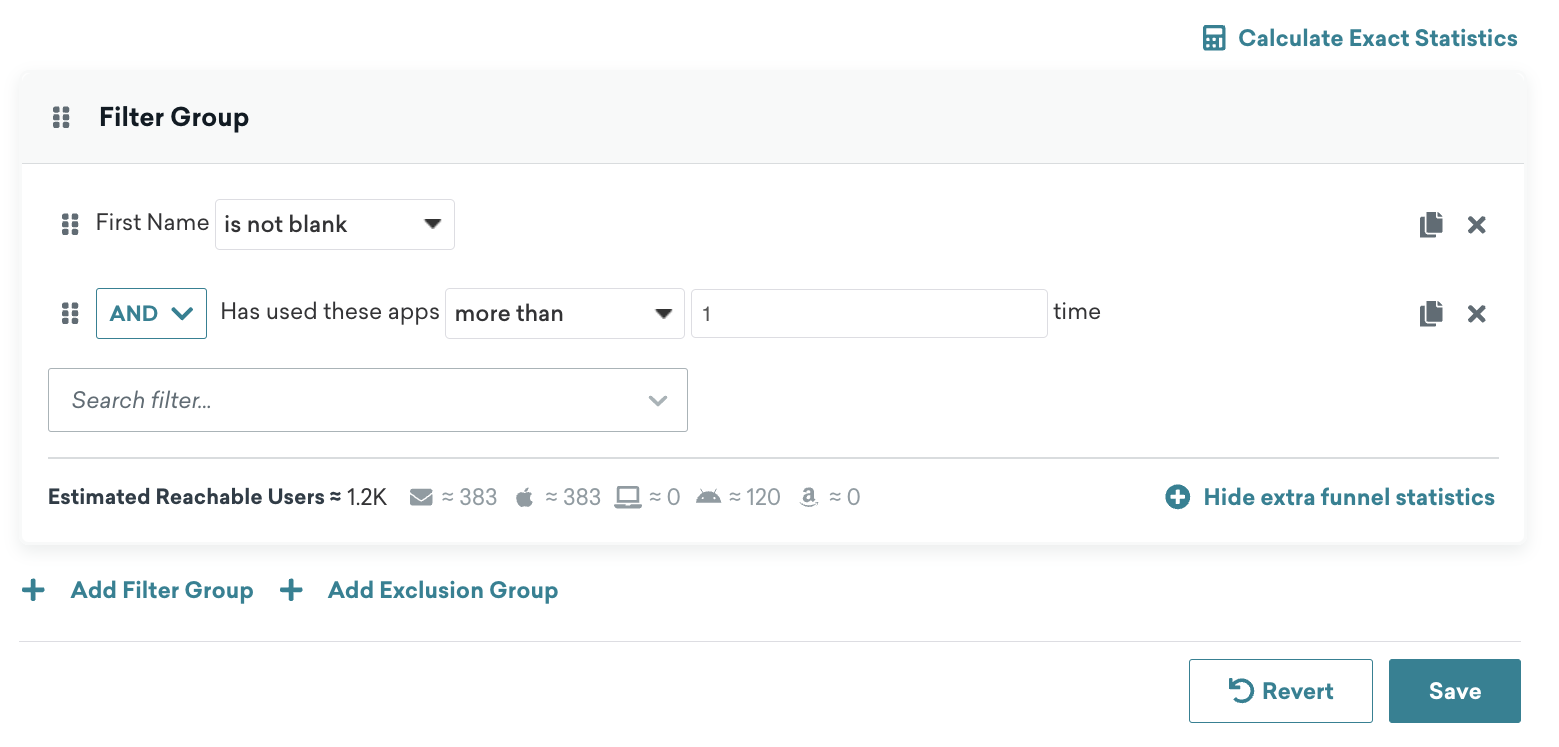 Calculate Exact Statistics
Filter Group
First Name is not blank
AND Has used these apps more than 1 time
Search filter...
Estimated Reachable Users ≈ 1.2K ≈ 383 ≈ 383 ≈ 0 ≈ 120 a ≈ 0 Hide extra funnel statistics
Add Filter Group Add Exclusion Group
Revert Save